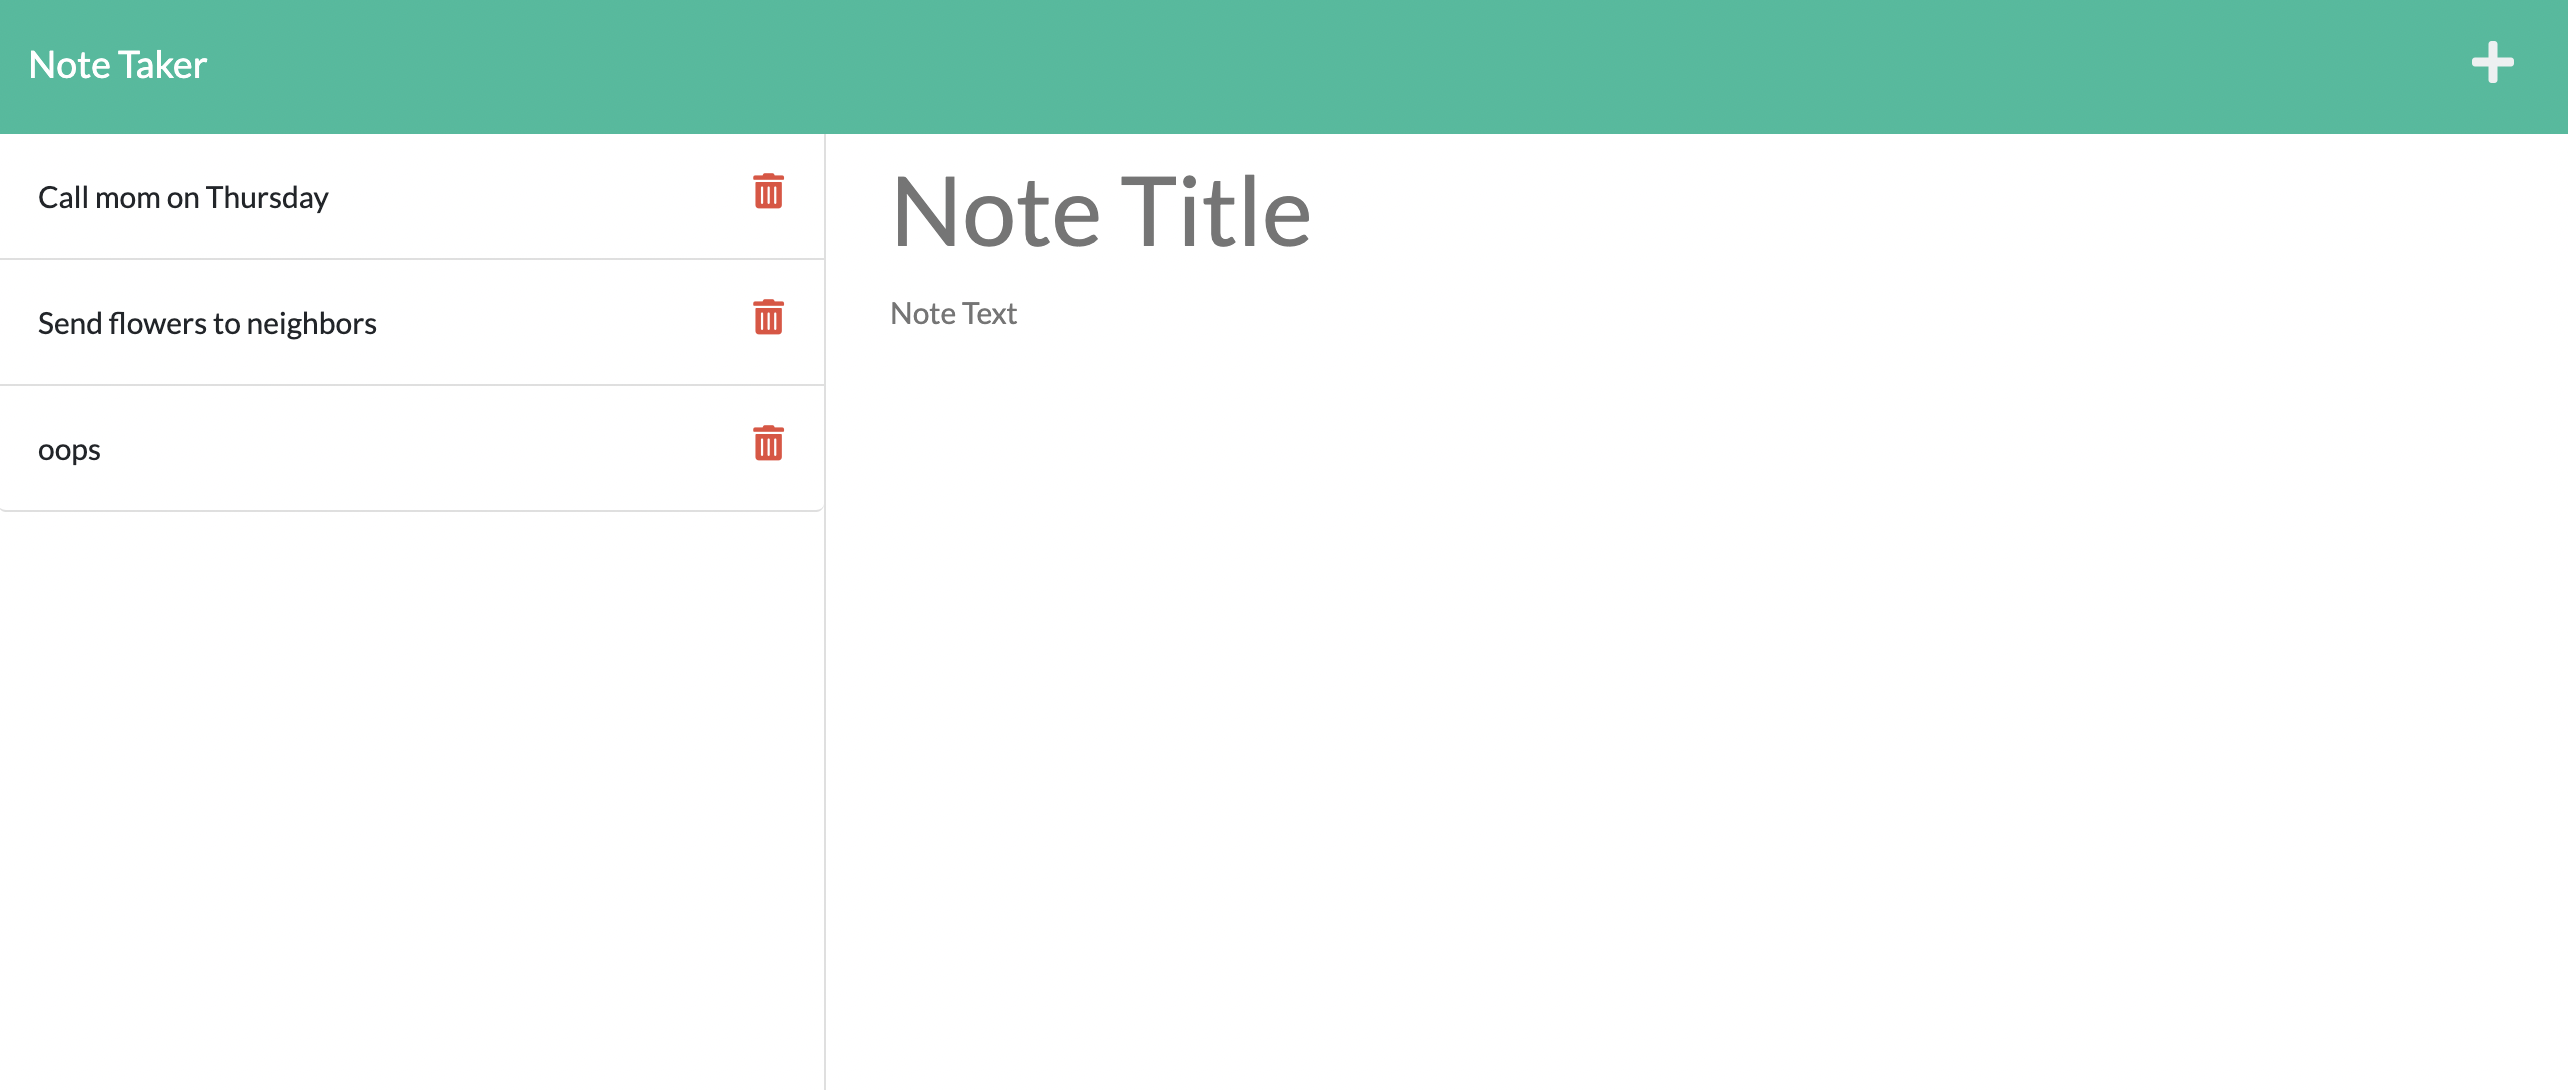 Note Taker
Call mom on Thursday
Send flowers to neighbors
oops
Note Title
Note Text